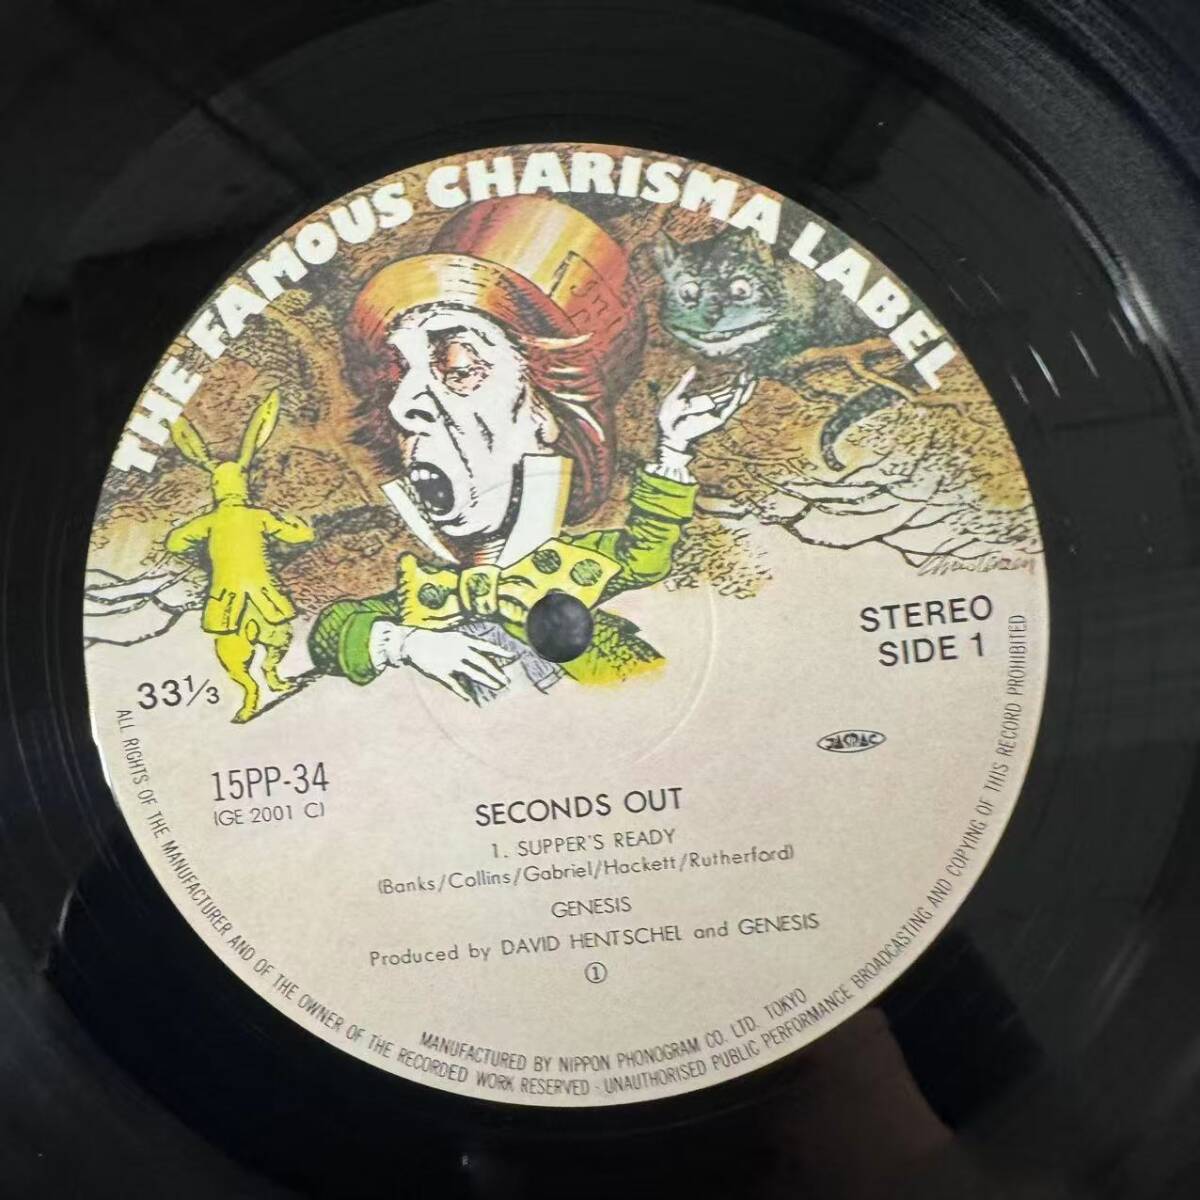 THE FAMOUS CHARISMA LABEL
STEREO
SIDE 1
33⅓
15PP-34
(GE 2001 C)
SECONDS OUT
1. SUPPER'S READY
(Banks/Collins/Gabriel/Hackett/Rutherford)
GENESIS
Produced by DAVID HENTSCHEL and GENESIS
①
MANUFACTURED BY NIPPON PHONOGRAM CO. LTD. TOKYO
ALL RIGHTS OF THE MANUFACTURER AND OF THE OWNER OF THE RECORDED WORK RESERVED · UNAUTHORISED PUBLIC PERFORMANCE BROADCASTING AND COPYING OF THIS RECORD PROHIBITED